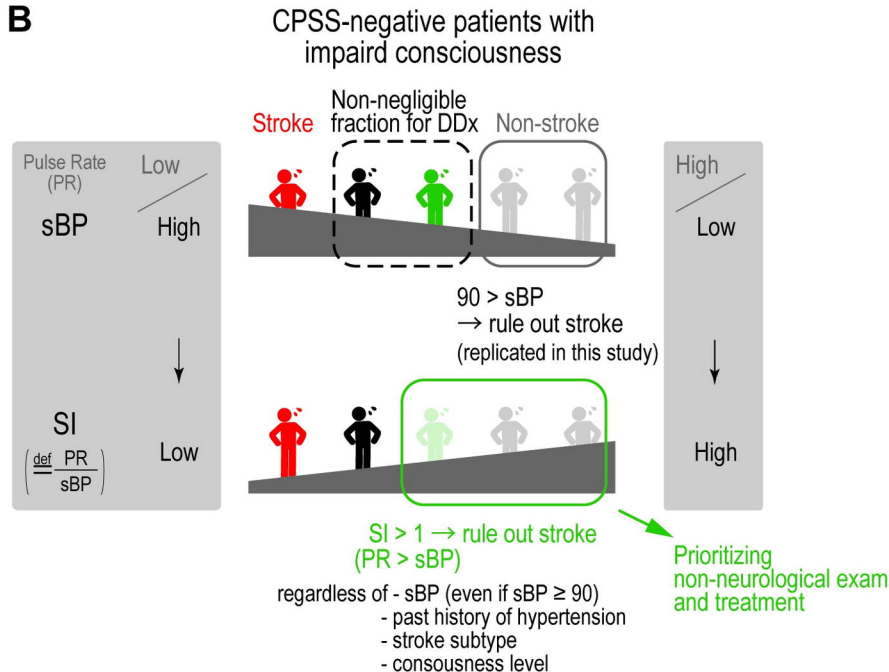 B
CPSS-negative patients with
impaird consciousness
Stroke
Non-negligible
fraction for DDx
Non-stroke
Pulse Rate
(PR)
Low
sBP
High
High
Low
90 > sBP
→ rule out stroke
(replicated in this study)
SI
( def= PR/sBP )
Low
High
SI > 1 → rule out stroke
(PR > sBP)
regardless of - sBP (even if sBP ≥ 90)
- past history of hypertension
- stroke subtype
- consousness level
Prioritizing
non-neurological exam
and treatment